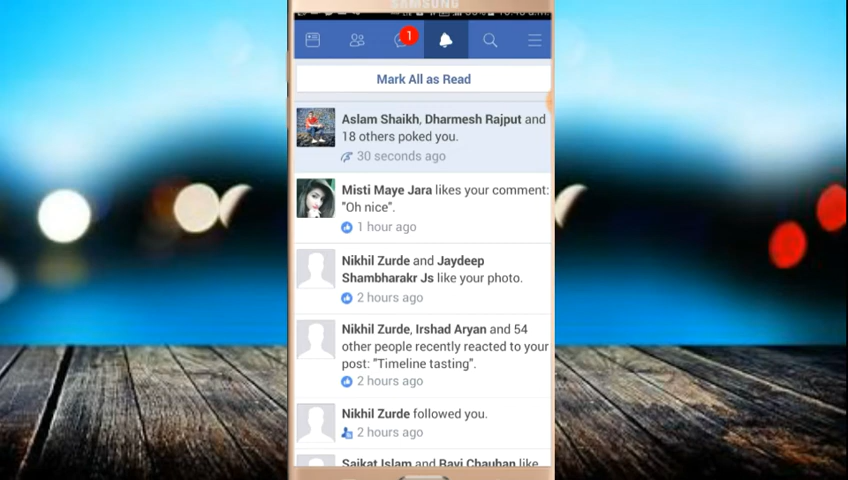 SAMSUNG
1
Mark All as Read
Aslam Shaikh, Dharmesh Rajput and
18 others poked you.
30 seconds ago
Misti Maye Jara likes your comment:
"Oh nice".
1 hour ago
Nikhil Zurde and Jaydeep
Shambharakr Js like your photo.
2 hours ago
Nikhil Zurde, Irshad Aryan and 54
other people recently reacted to your
post: "Timeline tasting".
2 hours ago
Nikhil Zurde followed you.
2 hours ago
Saikat Islam and Ravi Chauhan like